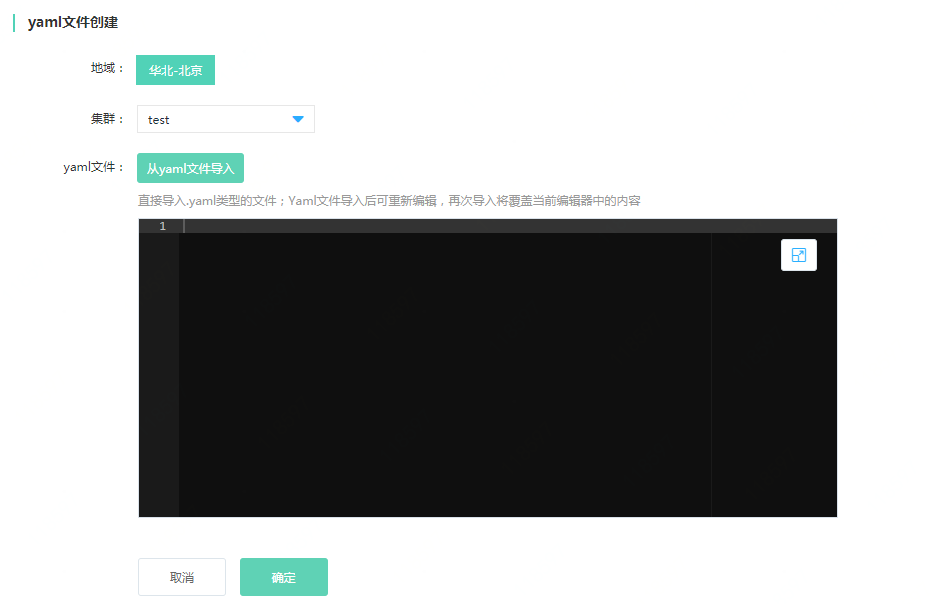 yaml文件创建
地域：
华北-北京
集群：
test
yaml文件：
从yaml文件导入
直接导入.yaml类型的文件；Yaml文件导入后可重新编辑，再次导入将覆盖当前编辑器中的内容
1
取消
确定